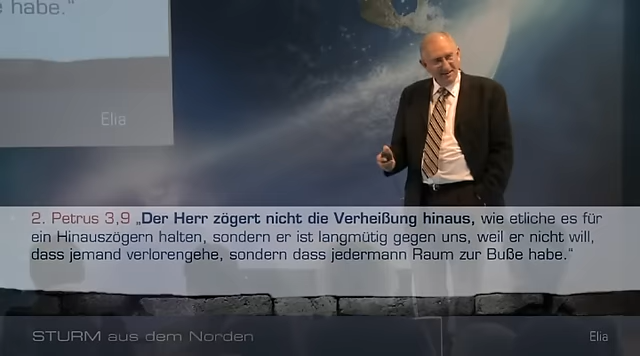 e habe.“
Elia
2. Petrus 3,9 „Der Herr zögert nicht die Verheißung hinaus, wie etliche es für
ein Hinauszögern halten, sondern er ist langmütig gegen uns, weil er nicht will,
dass jemand verlorengehe, sondern dass jedermann Raum zur Buße habe.“
STURM aus dem Norden
Elia